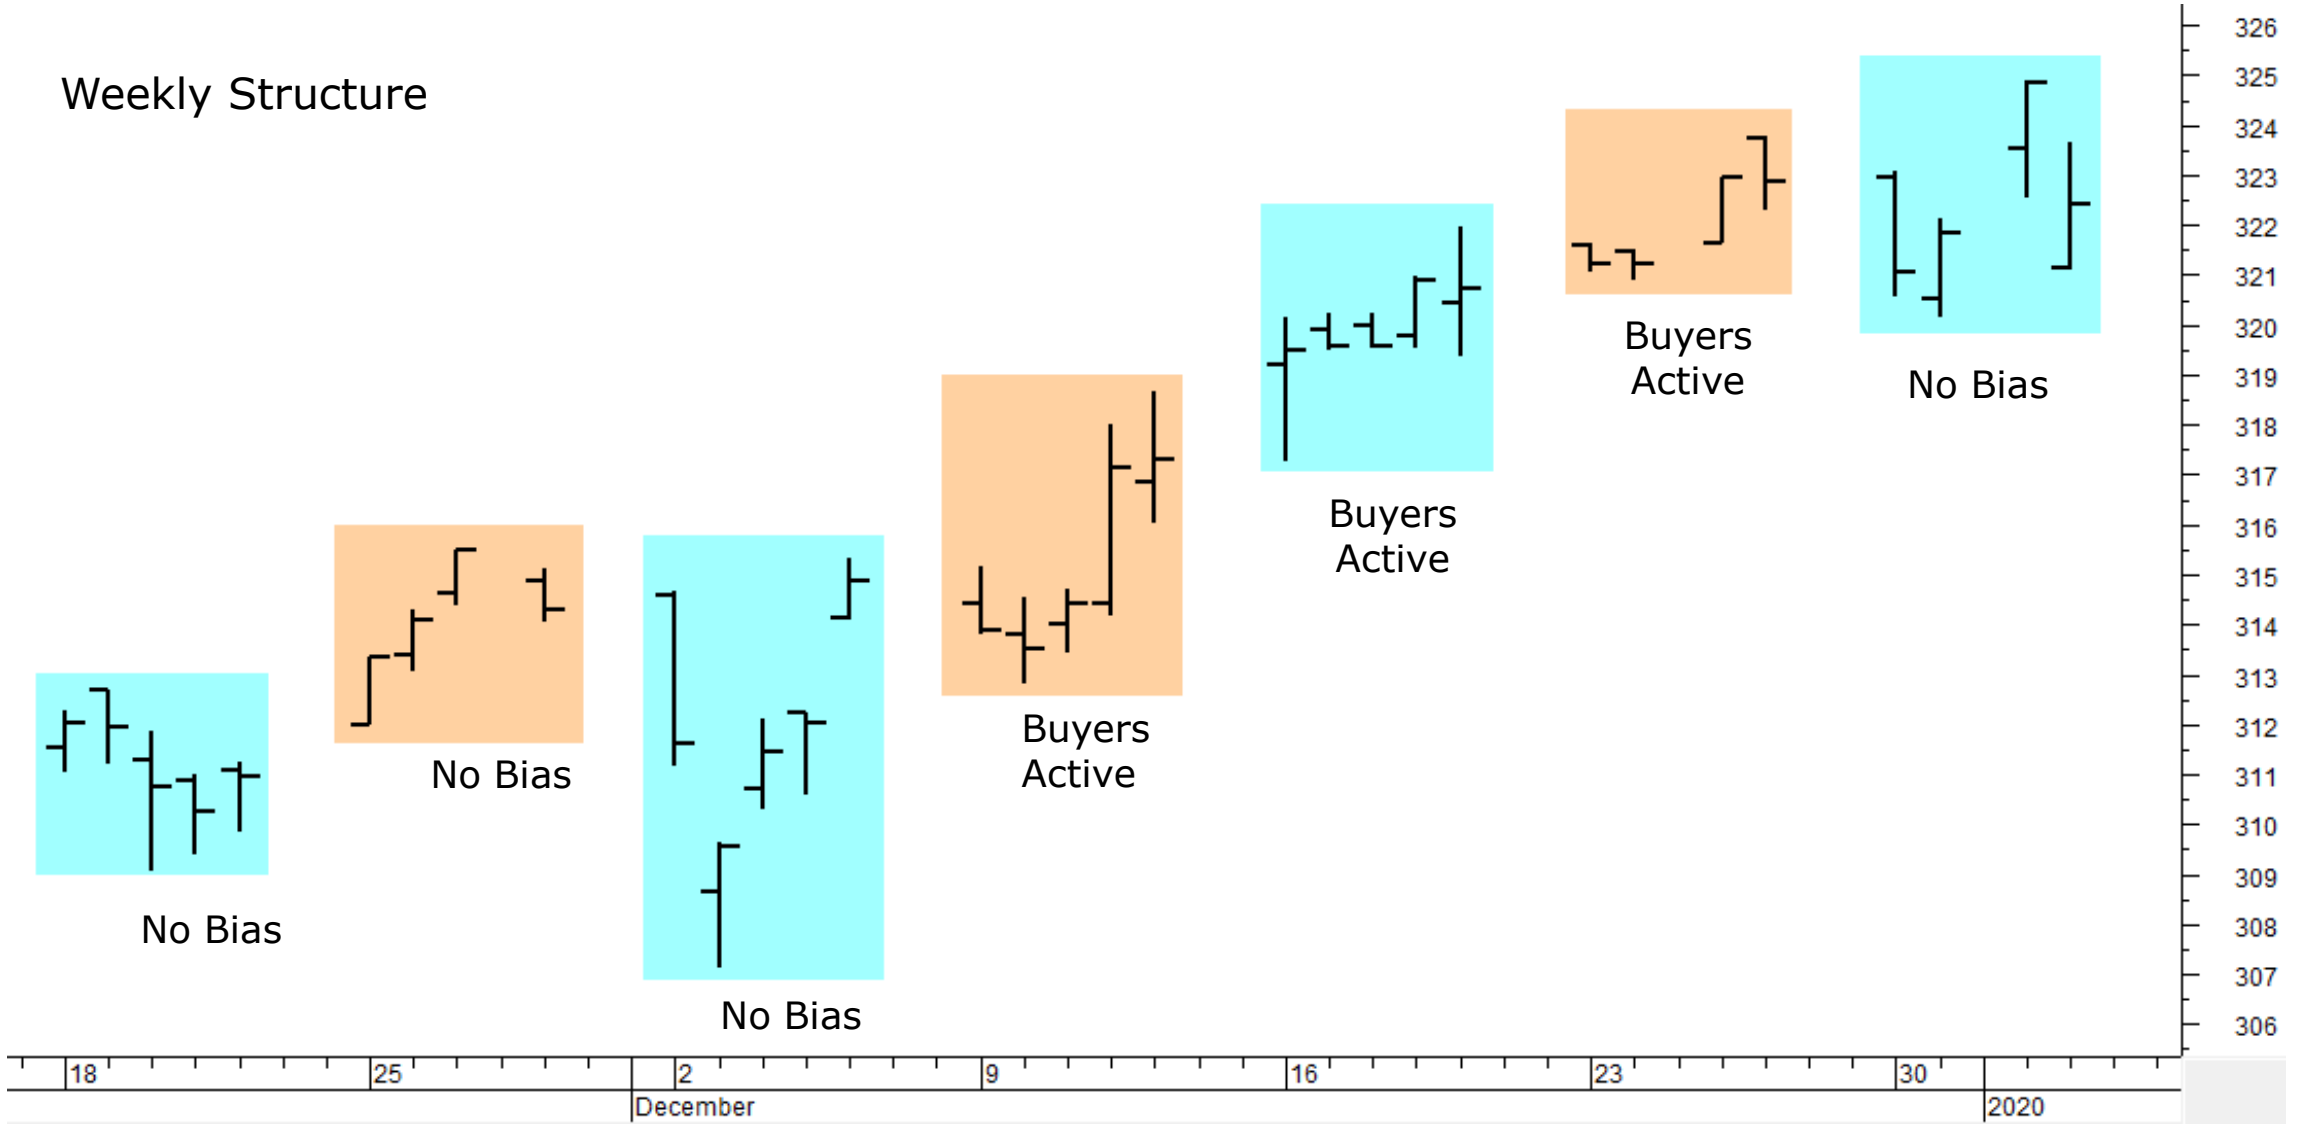 Weekly Structure
No Bias
No Bias
No Bias
Buyers
Active
Buyers
Active
Buyers
Active
No Bias
326
325
324
323
322
321
320
319
318
317
316
315
314
313
312
311
310
309
308
307
306
18 25 2 9 16 23 30
December 2020